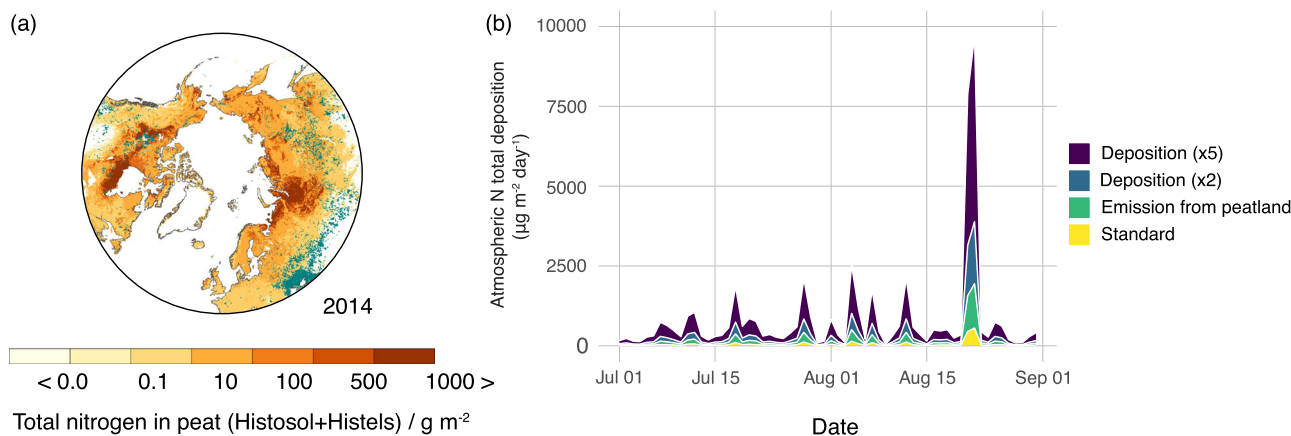 (a)
2014
< 0.0 0.1 10 100 500 1000 >
Total nitrogen in peat (Histosol+Histels) / g m⁻²
(b)
Atmospheric N total deposition
(µg m⁻² day⁻¹)
10000
7500
5000
2500
0
Jul 01 Jul 15 Aug 01 Aug 15 Sep 01
Date
Deposition (x5)
Deposition (x2)
Emission from peatland
Standard